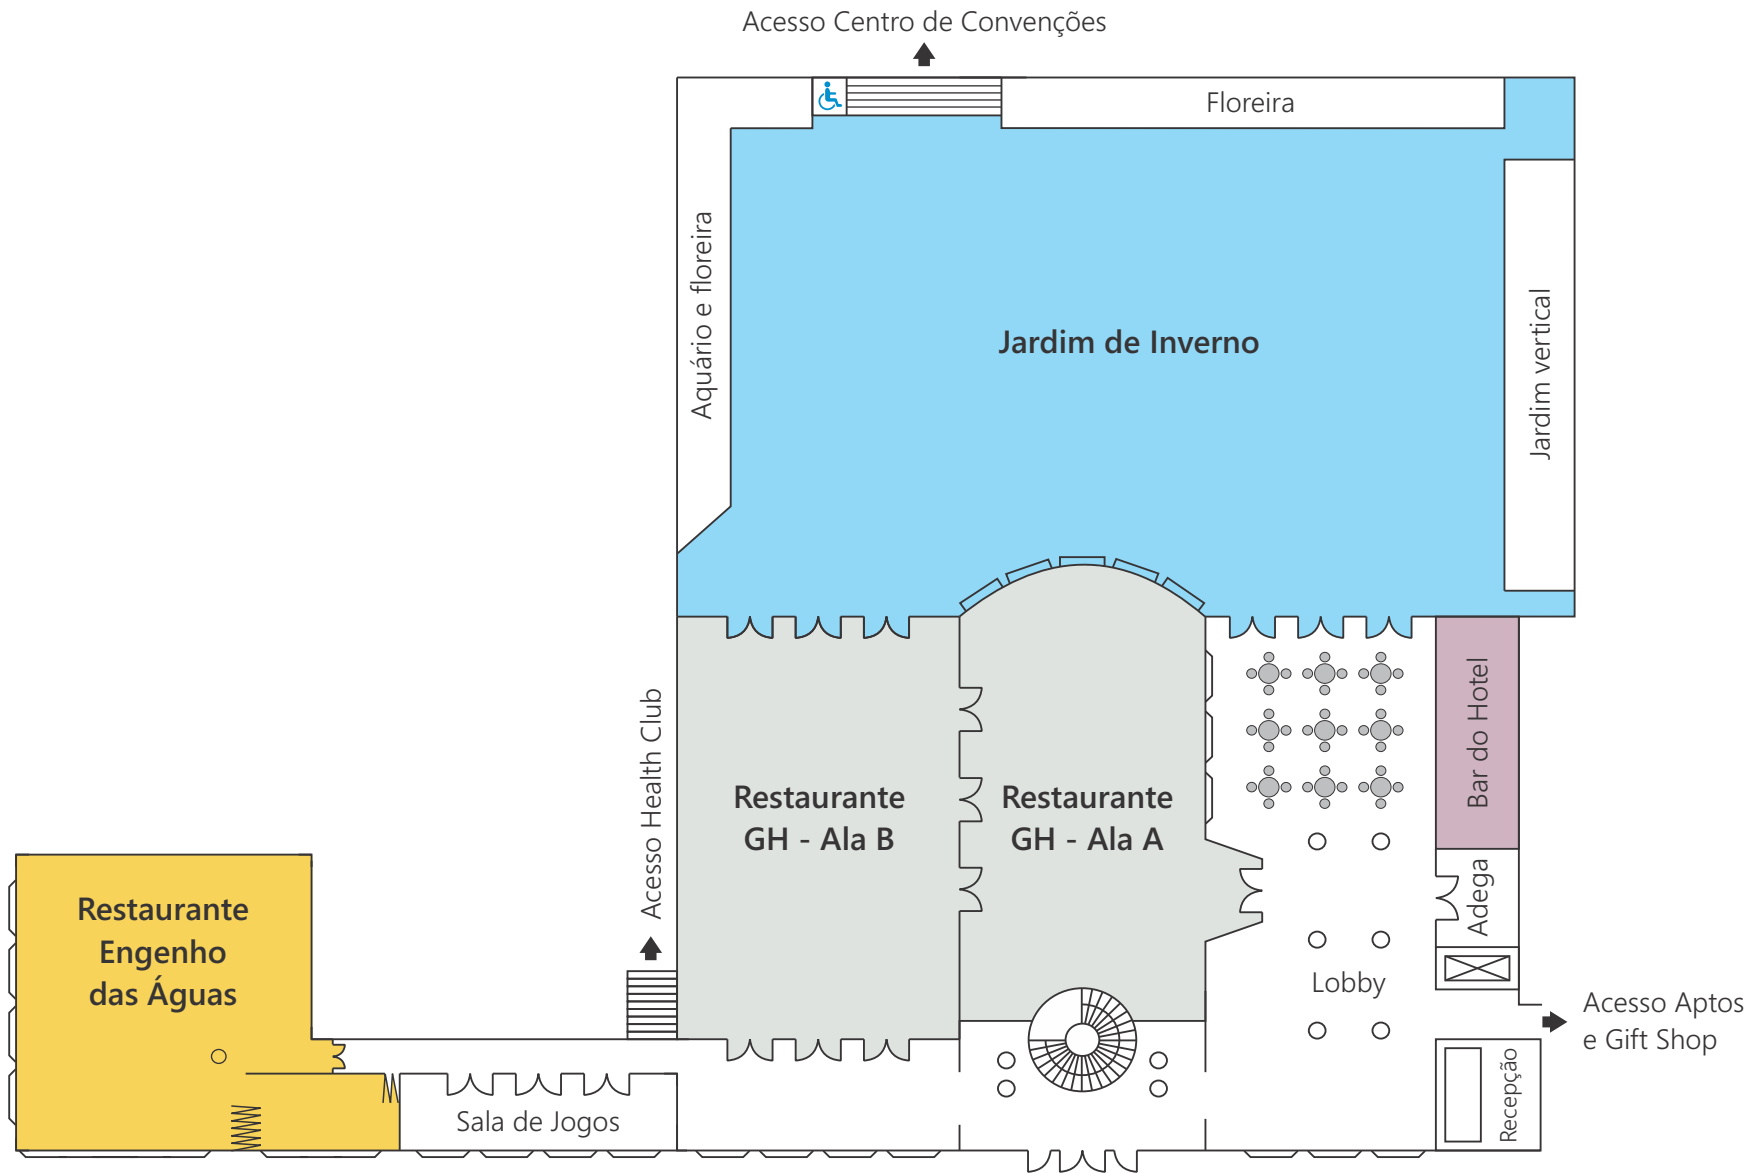 Acesso Centro de Convenções
Floreira
Aquário e floreira
Jardim de Inverno
Jardim vertical
Acesso Health Club
Restaurante
GH - Ala B
Restaurante
GH - Ala A
Bar do Hotel
Adega
Restaurante
Engenho
das Águas
Lobby
Acesso Aptos
e Gift Shop
Sala de Jogos
Recepção